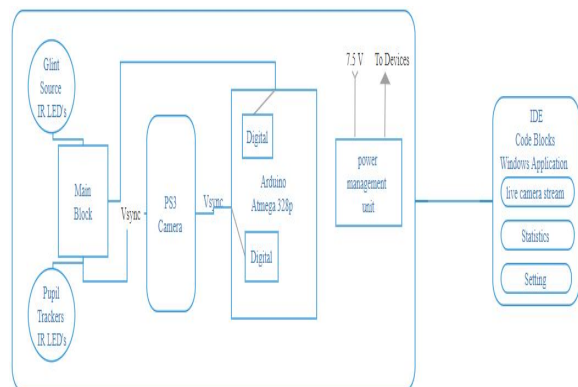 Glint
Source
IR LED's
Main
Block
Pupil
Trackers
IR LED's
Vsync
PS3
Camera
Vsync
Digital
Arduino
Atmega 328p
Digital
7.5 V
To Devices
power
management
unit
IDE
Code Blocks
Windows Application
live camera stream
Statistics
Setting